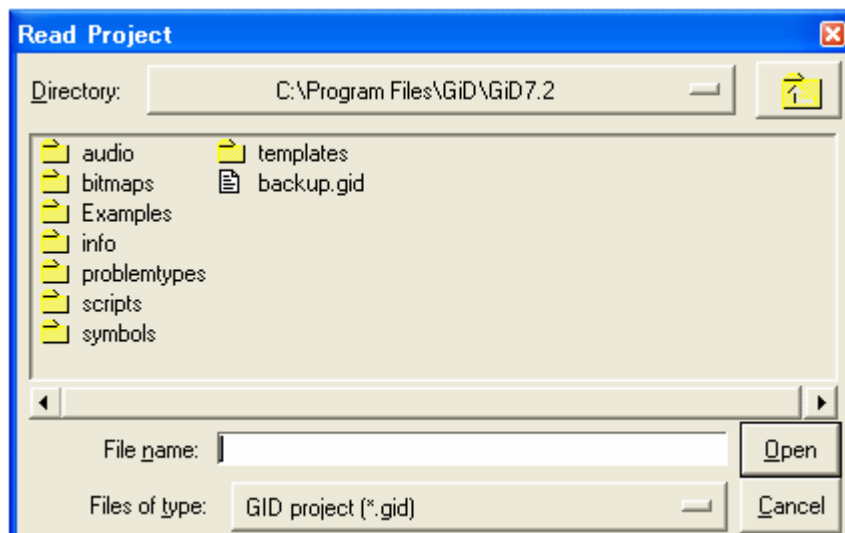 Read Project
Directory: C:\Program Files\GiD\GiD7.2
audio templates
bitmaps backup.gid
Examples
info
problemtypes
scripts
symbols
File name: Open
Files of type: GID project (*.gid) Cancel